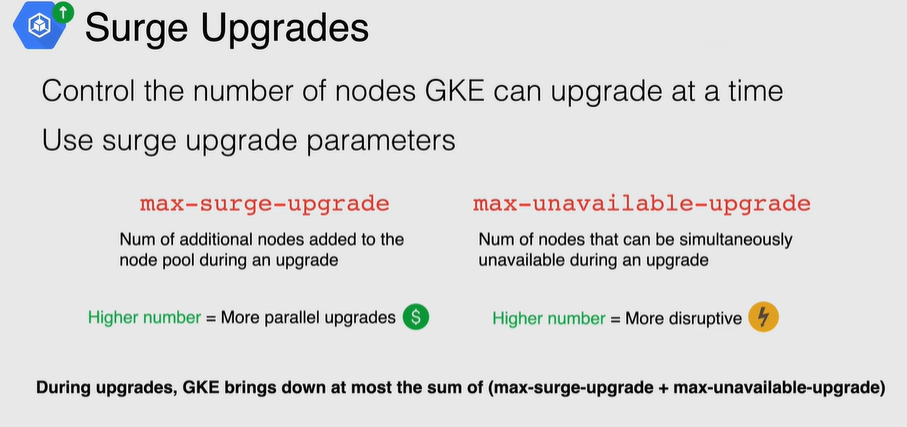 Surge Upgrades
Control the number of nodes GKE can upgrade at a time
Use surge upgrade parameters
max-surge-upgrade
Num of additional nodes added to the
node pool during an upgrade
Higher number = More parallel upgrades $
max-unavailable-upgrade
Num of nodes that can be simultaneously
unavailable during an upgrade
Higher number = More disruptive
During upgrades, GKE brings down at most the sum of (max-surge-upgrade + max-unavailable-upgrade)